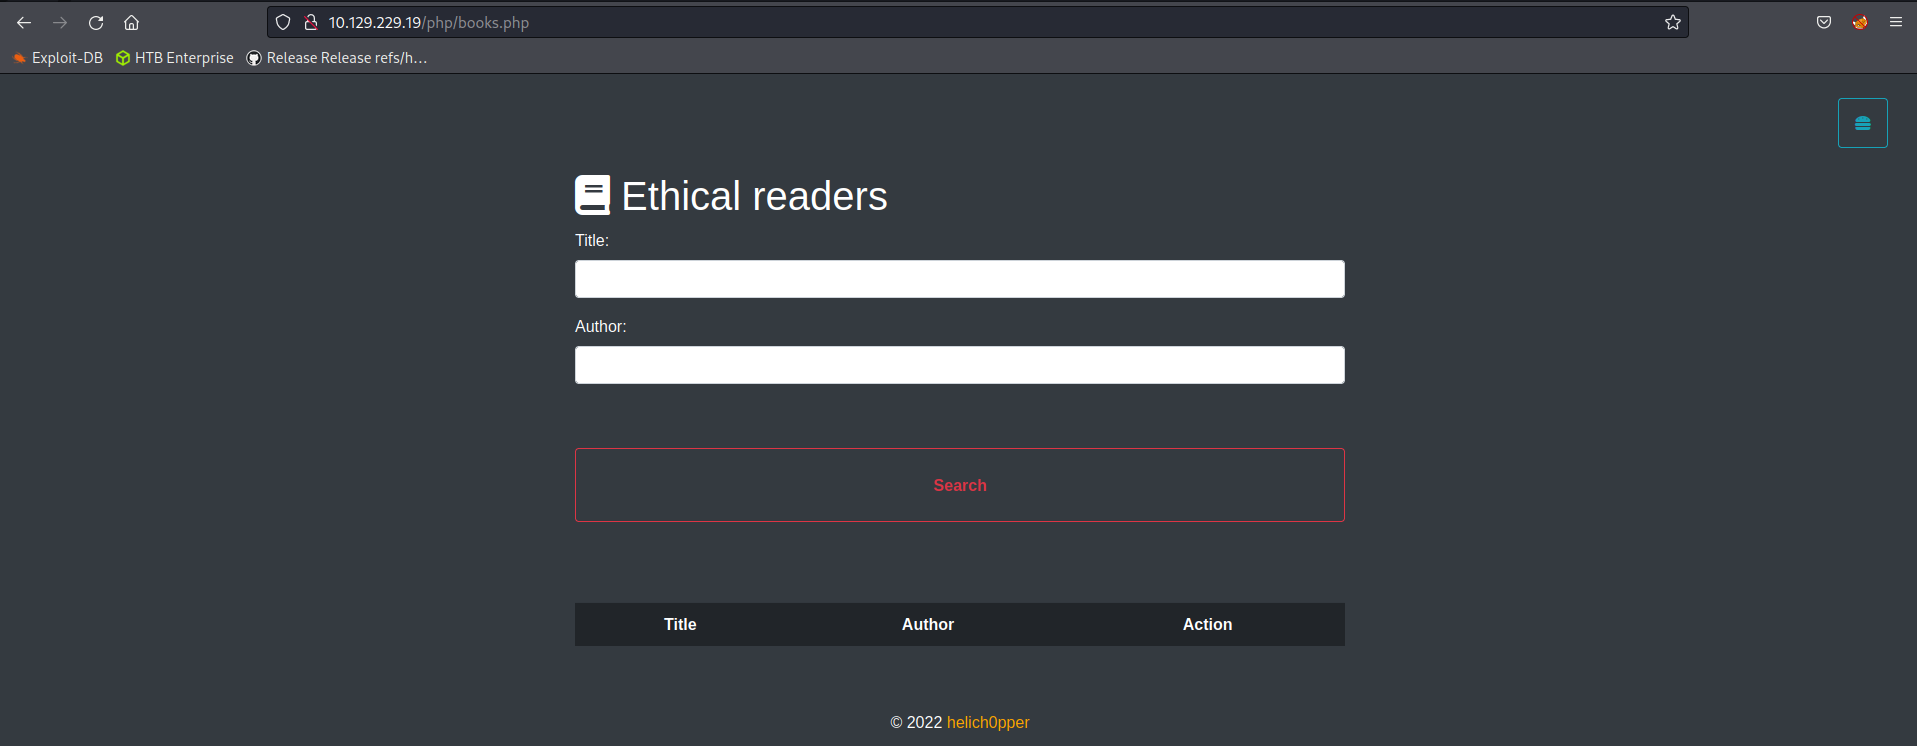 10.129.229.19/php/books.php
Exploit-DB HTB Enterprise Release Release refs/h…
Ethical readers
Title:
Author:
Search
Title Author Action
© 2022 helich0pper